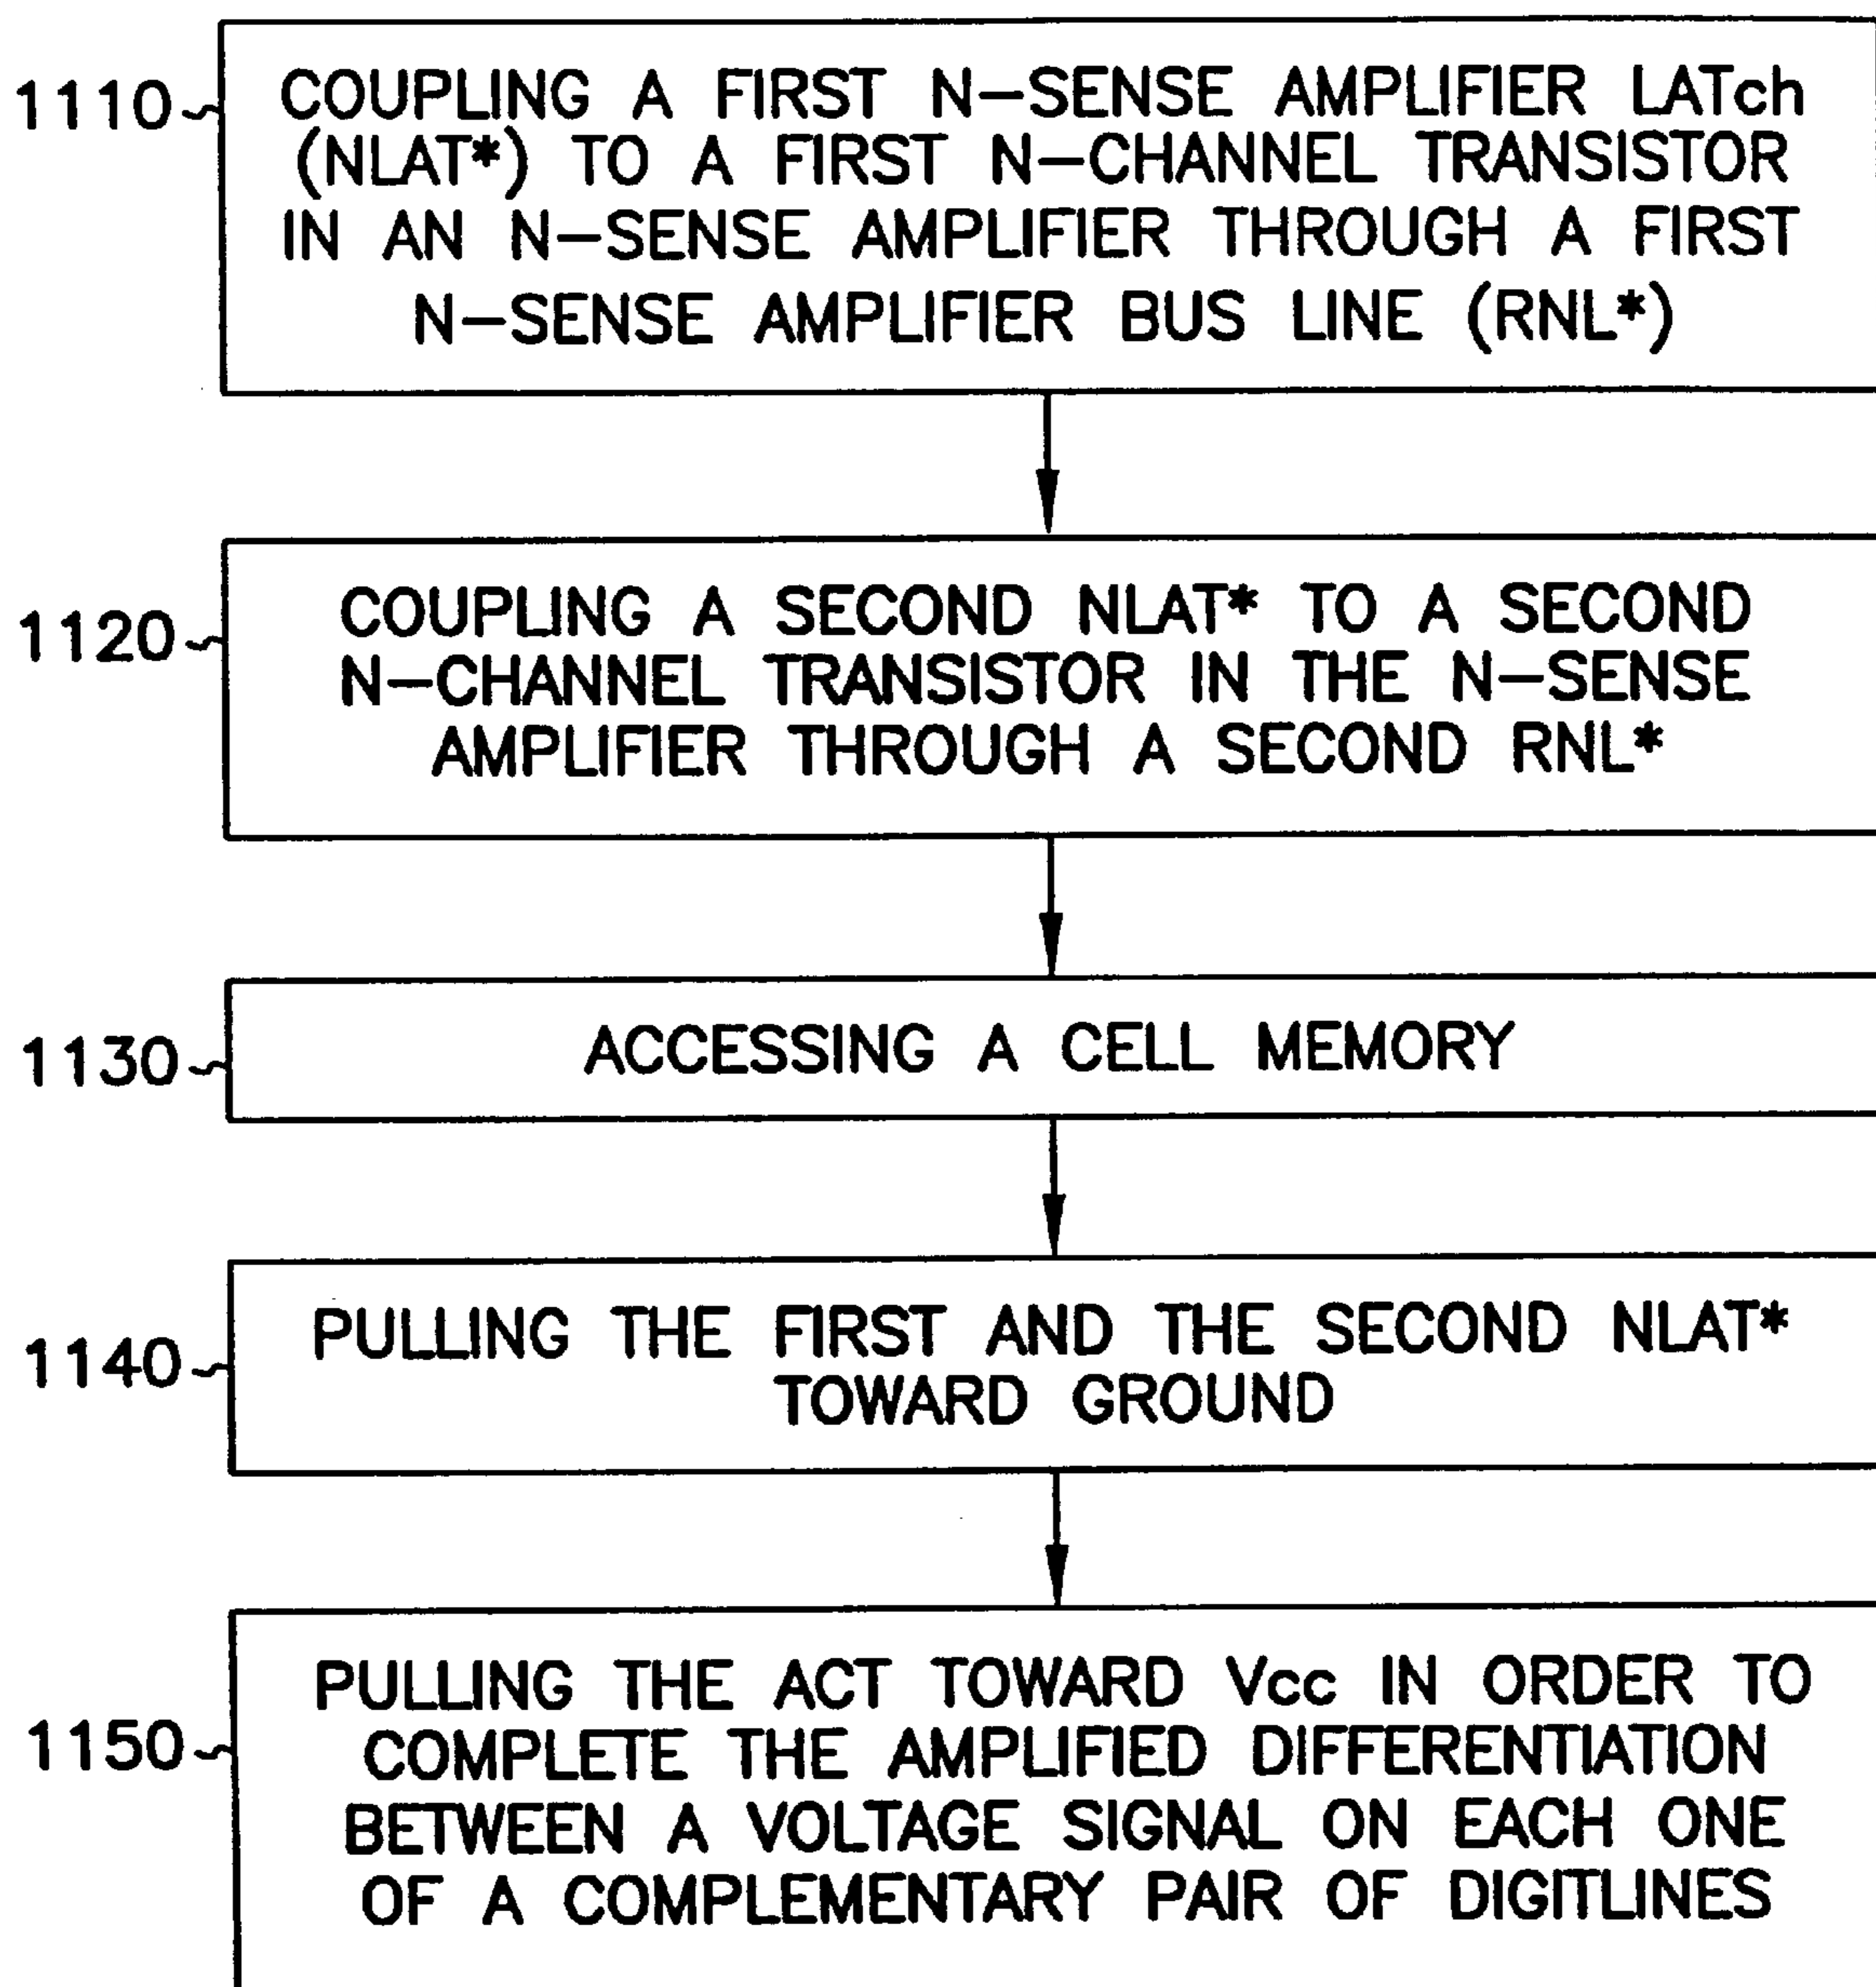 1110
COUPLING A FIRST N-SENSE AMPLIFIER LATch
(NLAT*) TO A FIRST N-CHANNEL TRANSISTOR
IN AN N-SENSE AMPLIFIER THROUGH A FIRST
N-SENSE AMPLIFIER BUS LINE (RNL*)
1120
COUPLING A SECOND NLAT* TO A SECOND
N-CHANNEL TRANSISTOR IN THE N-SENSE
AMPLIFIER THROUGH A SECOND RNL*
1130
ACCESSING A CELL MEMORY
1140
PULLING THE FIRST AND THE SECOND NLAT*
TOWARD GROUND
1150
PULLING THE ACT TOWARD Vcc IN ORDER TO
COMPLETE THE AMPLIFIED DIFFERENTIATION
BETWEEN A VOLTAGE SIGNAL ON EACH ONE
OF A COMPLEMENTARY PAIR OF DIGITLINES